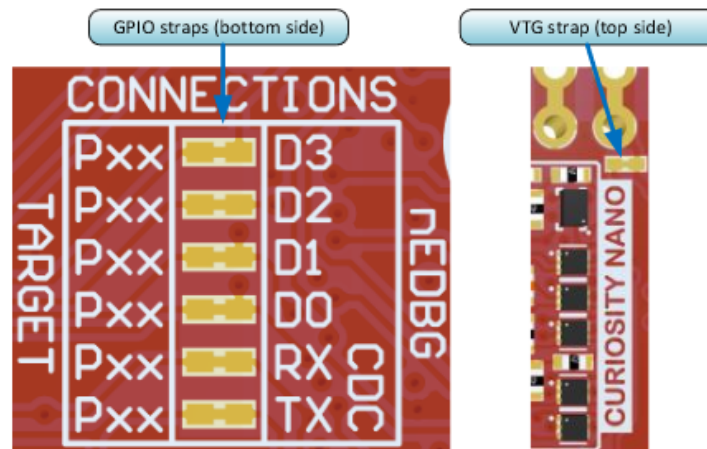 GPIO straps (bottom side)
VTG strap (top side)
CONNECTIONS
Pxx D3
Pxx D2
Pxx D1
Pxx D0
Pxx RX
Pxx TX
TARGET
nEDBG
CDC
CURIOSITY NANO